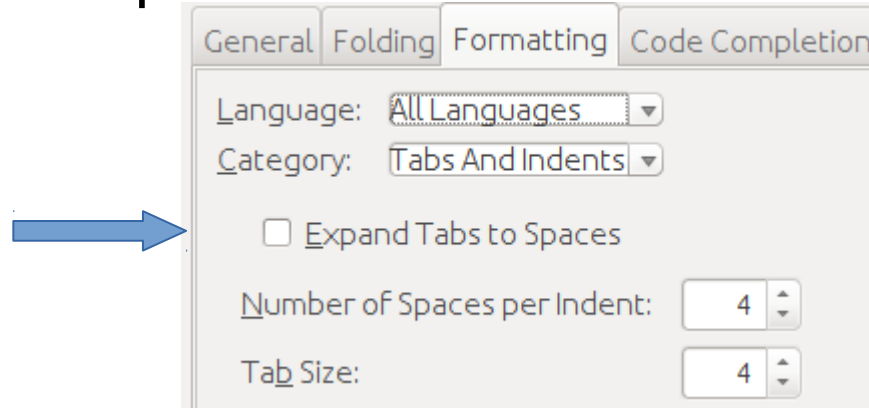 General Folding Formatting Code Completion
Language: All Languages
Category: Tabs And Indents
Expand Tabs to Spaces
Number of Spaces per Indent: 4
Tab Size: 4